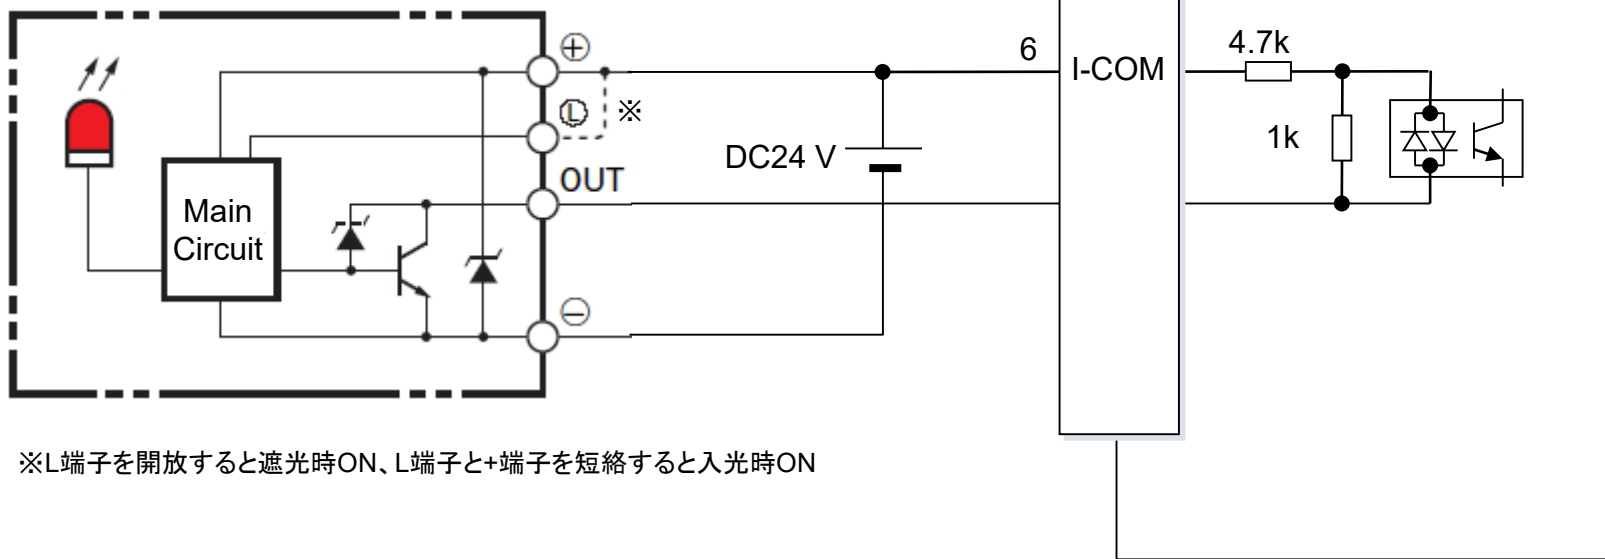 ⊕
Ⓛ ※
OUT
⊖
Main
Circuit
DC24 V
6
I-COM
4.7k
1k
※L端子を開放すると遮光時ON、L端子と+端子を短絡すると入光時ON